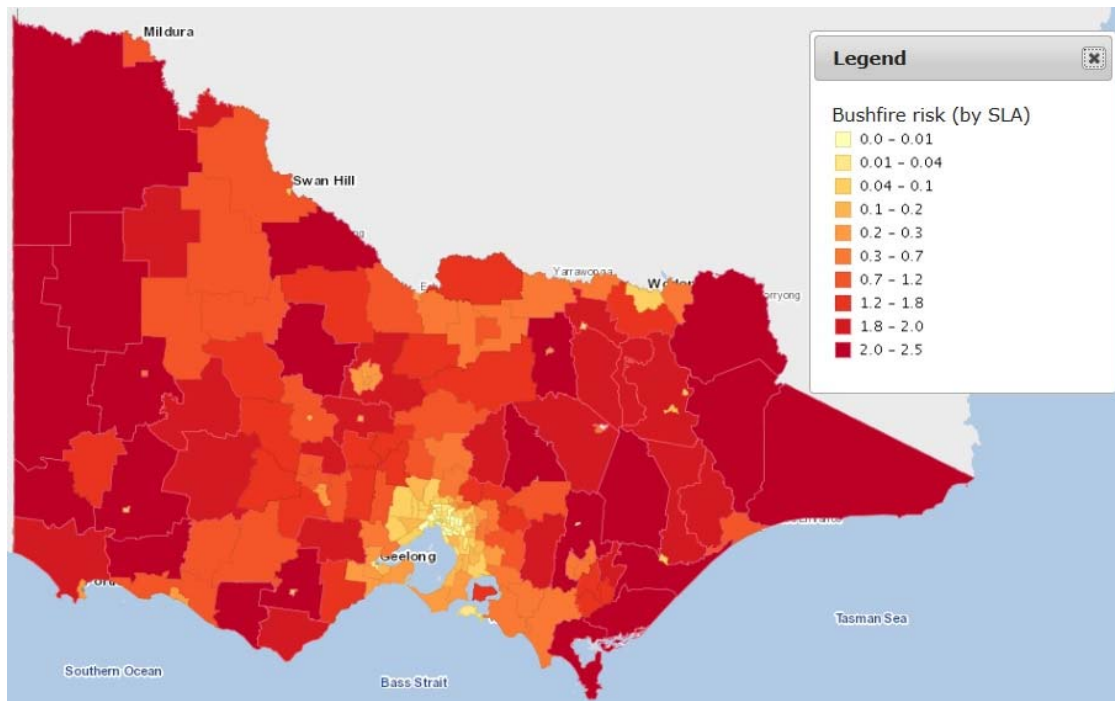 Mildura
Legend
Bushfire risk (by SLA)
0.0 – 0.01
0.01 – 0.04
0.04 – 0.1
0.1 – 0.2
0.2 – 0.3
0.3 – 0.7
0.7 – 1.2
1.2 – 1.8
1.8 – 2.0
2.0 – 2.5
Swan Hill
Yarrawonga
Geelong
Tasman Sea
Southern Ocean
Bass Strait